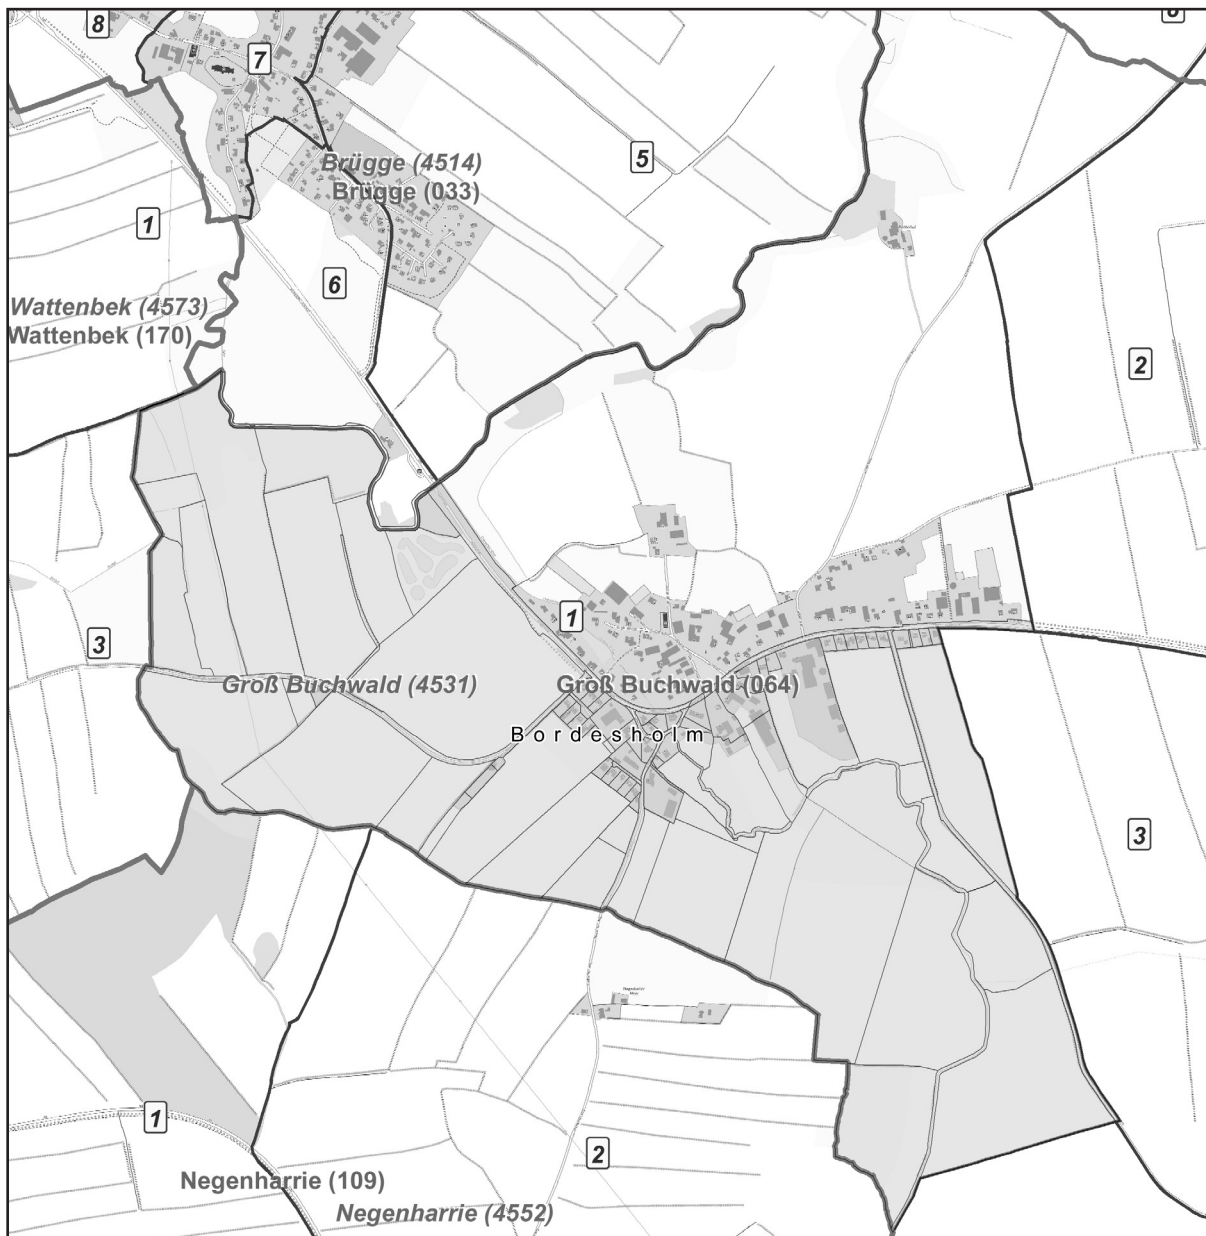 8
7
5
Brügge (4514)
Brügge (033)
1
6
Wattenbek (4573)
Wattenbek (170)
2
1
3
Groß Buchwald (4531)
Groß Buchwald (064)
Bordesholm
3
1
2
Negenharrie (109)
Negenharrie (4552)